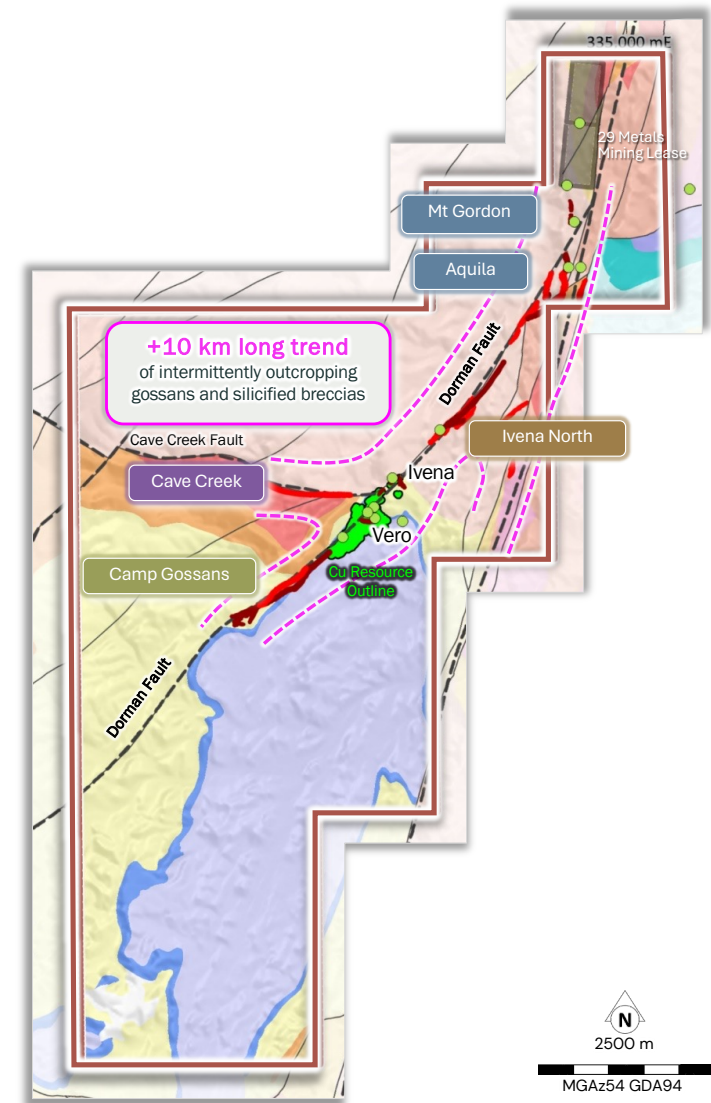 335 000 mE
29 Metals
Mining Lease
Mt Gordon
Aquila
+10 km long trend
of intermittently outcropping
gossans and silicified breccias
Dorman Fault
Cave Creek Fault
Ivena North
Cave Creek
Ivena
Vero
Camp Gossans
Cu Resource
Outline
Dorman Fault
N
2500 m
MGAz54 GDA94